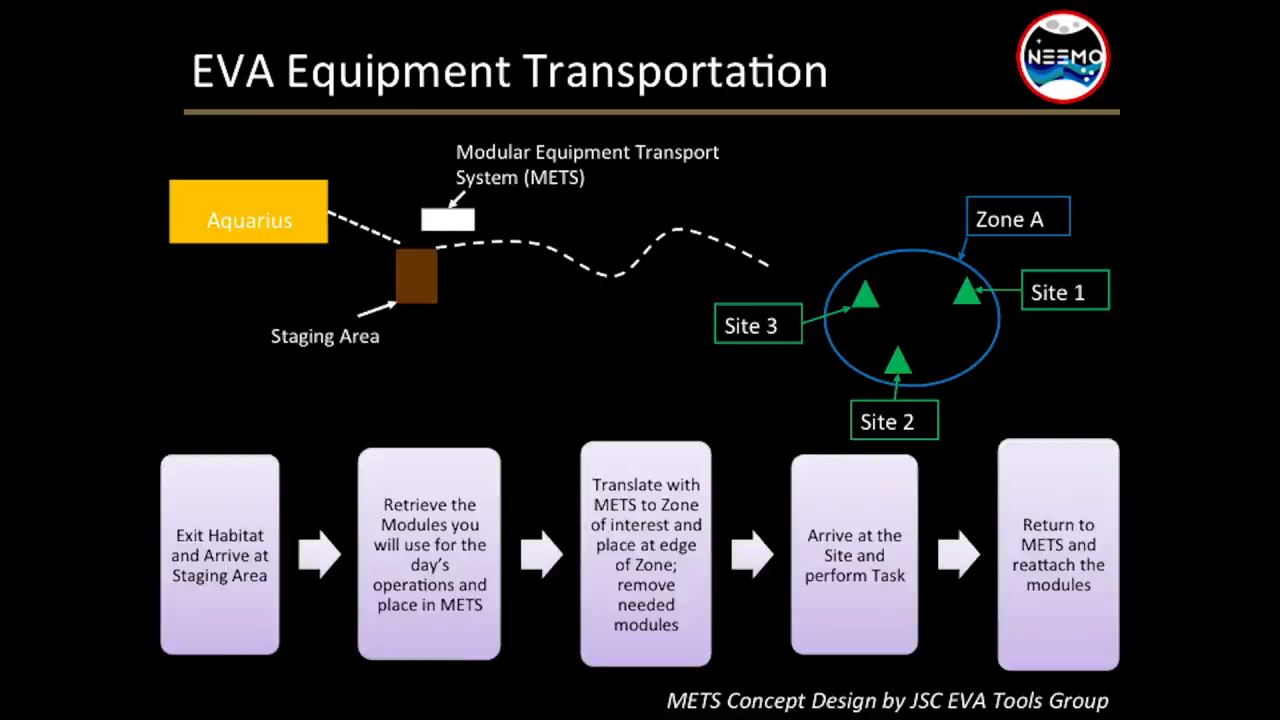 EVA Equipment Transportation
NEEMO
Modular Equipment Transport
System (METS)
Aquarius
Zone A
Site 1
Site 3
Staging Area
Site 2
Exit Habitat
and Arrive at
Staging Area
Retrieve the
Modules you
will use for the
day’s
operations and
place in METS
Translate with
METS to Zone
of interest and
place at edge
of Zone;
remove
needed
modules
Arrive at the
Site and
perform Task
Return to
METS and
reattach the
modules
METS Concept Design by JSC EVA Tools Group